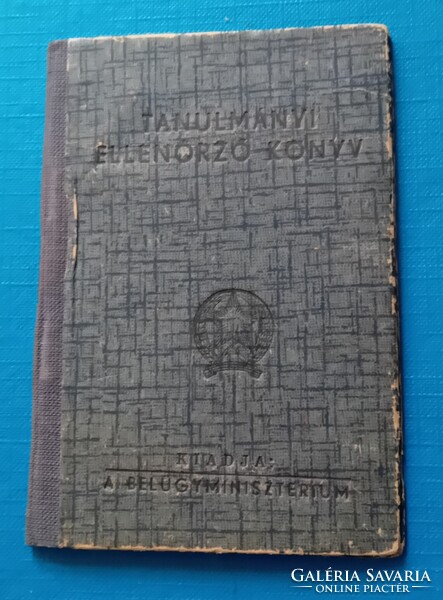 TANULMÁNYI
ELLENŐRZŐ KÖNYV
KIADJA:
A BELÜGYMINISZTÉRIUM
GALÉRIA SAVARIA
ONLINE PIACTÉR